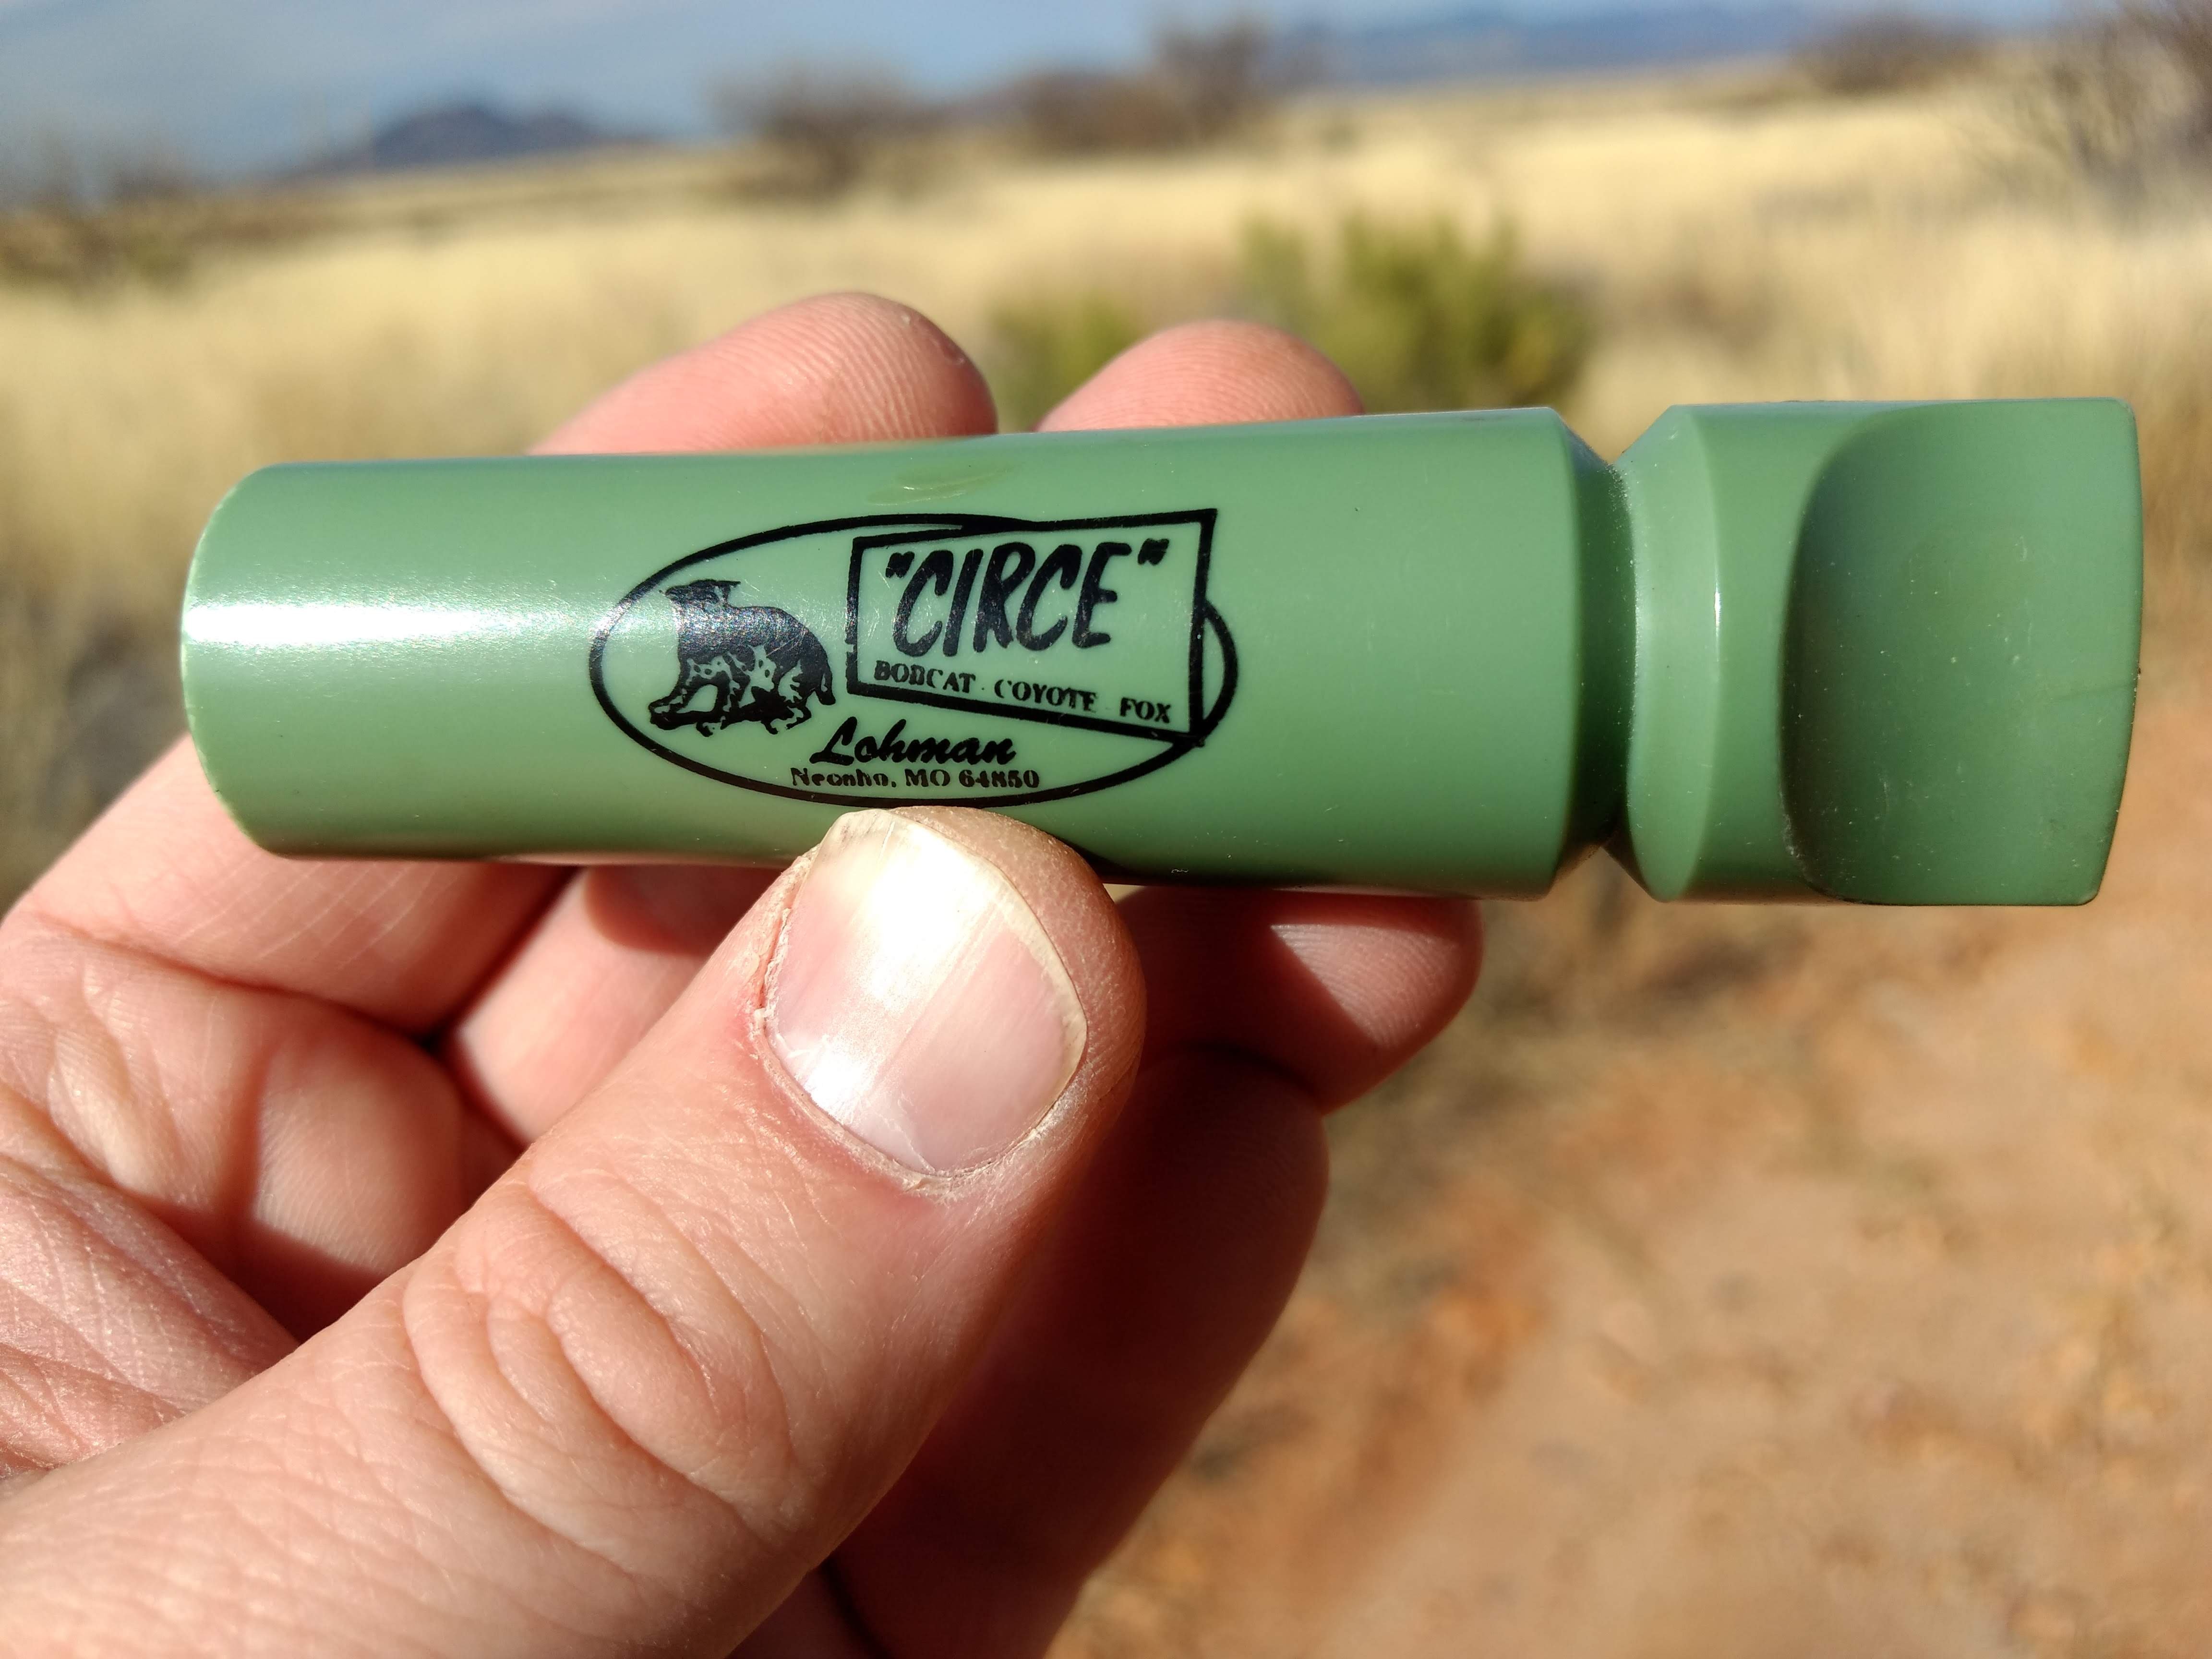 "CIRCE"
BOBCAT COYOTE FOX
Lohman
Neosho, MO 64850